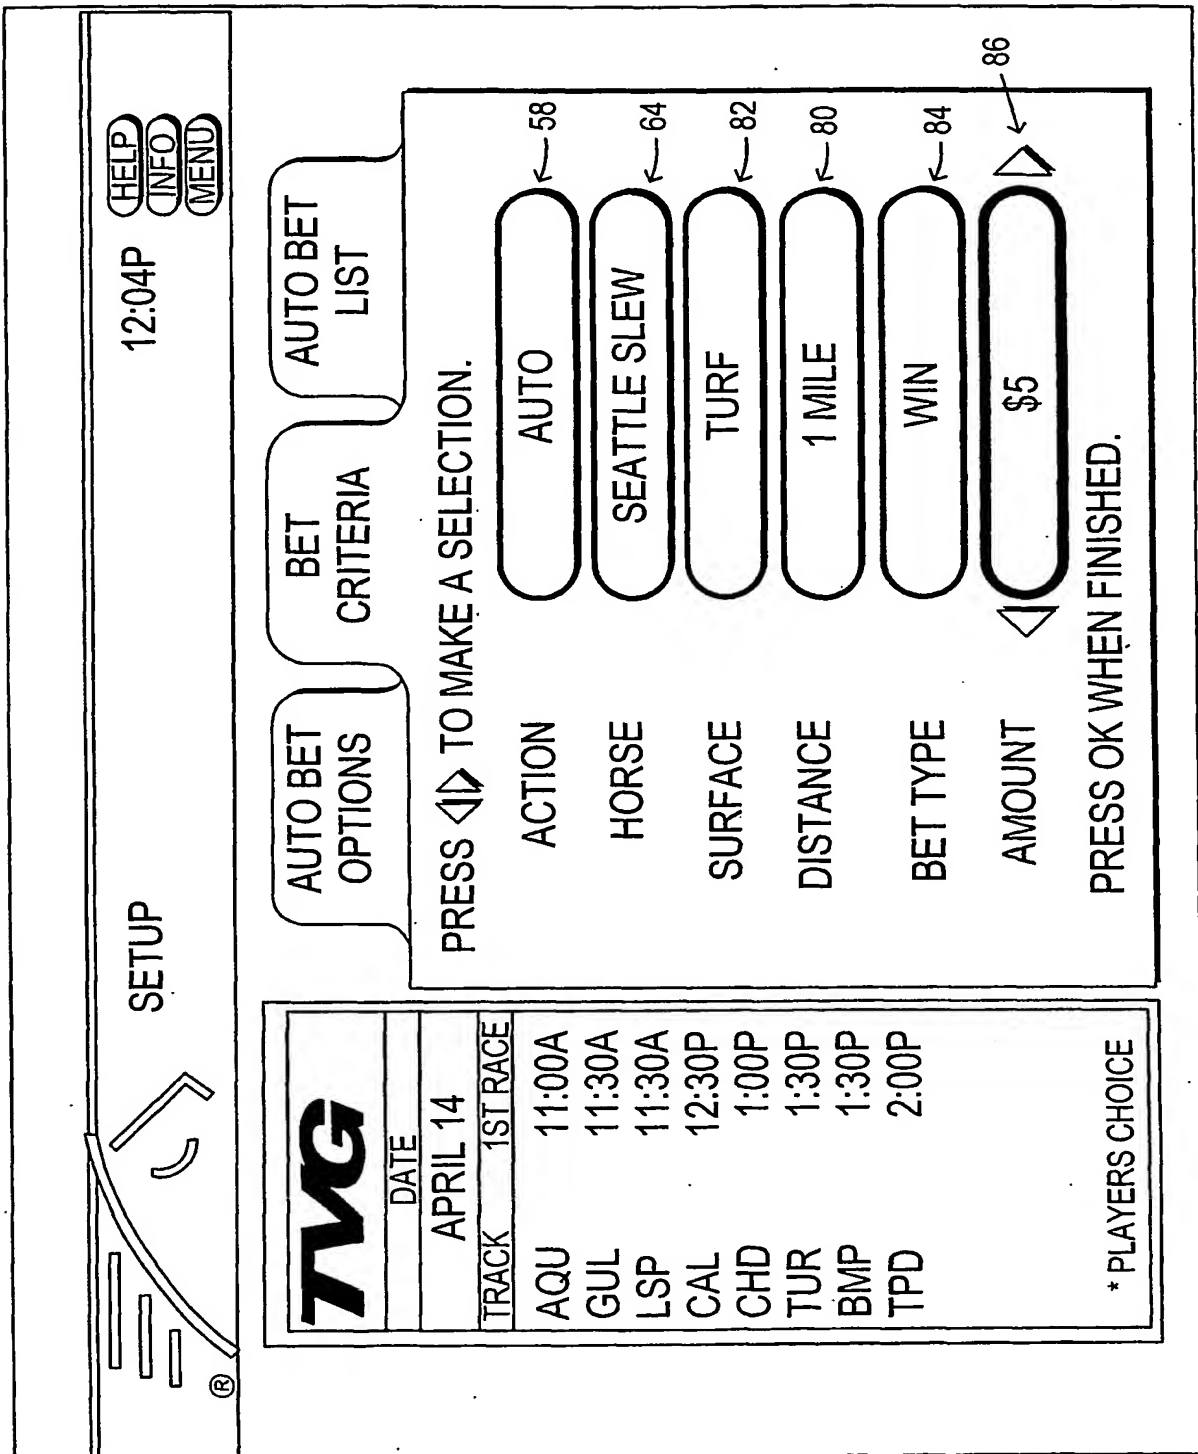 SETUP
12:04P
HELP
INFO
MENU
®
TVG
DATE
APRIL 14
TRACK 1ST RACE
AQU 11:00A
GUL 11:30A
LSP 11:30A
CAL 12:30P
CHD 1:00P
TUR 1:30P
BMP 1:30P
TPD 2:00P
* PLAYERS CHOICE
AUTO BET
OPTIONS
BET
CRITERIA
AUTO BET
LIST
PRESS ◁▷ TO MAKE A SELECTION.
ACTION AUTO 58
HORSE SEATTLE SLEW 64
SURFACE TURF 82
DISTANCE 1 MILE 80
BET TYPE WIN 84
AMOUNT $5 86
PRESS OK WHEN FINISHED.